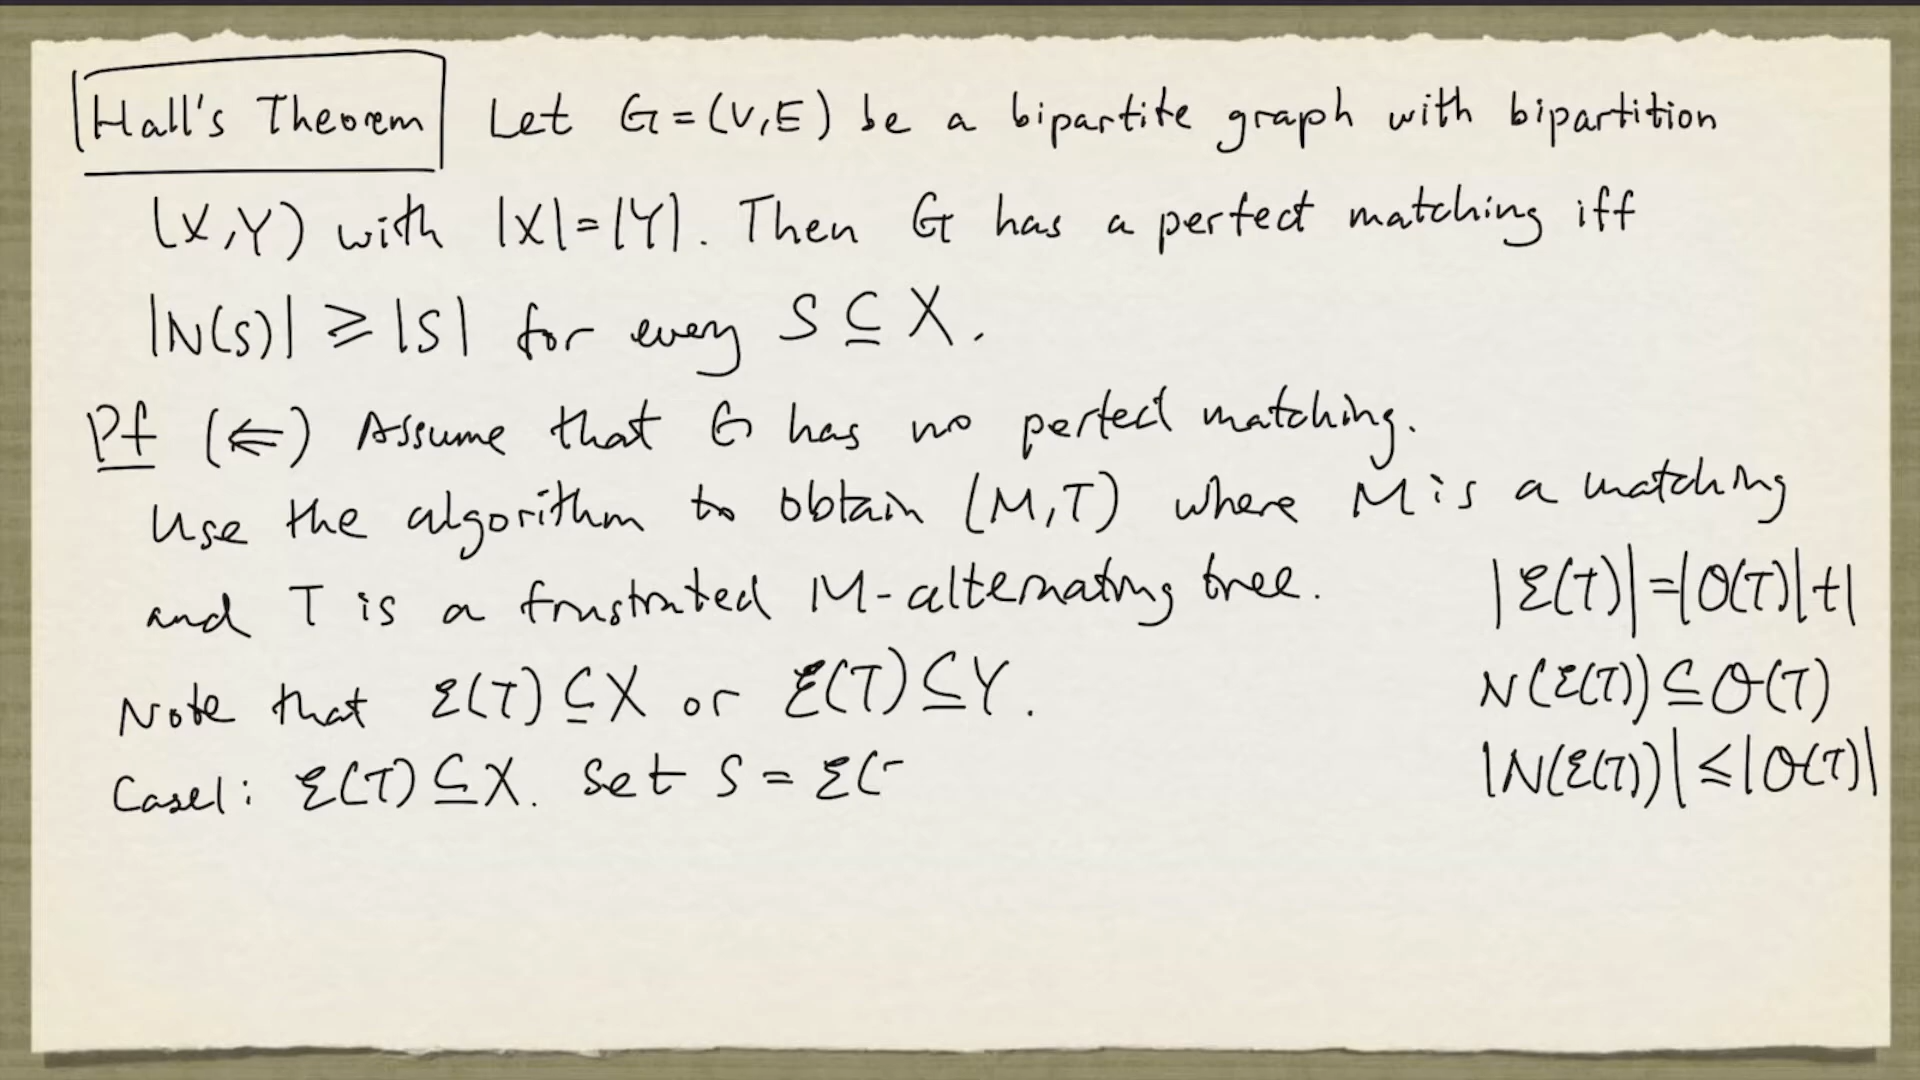 Hall's Theorem Let G=(V,E) be a bipartite graph with bipartition
(X,Y) with |X|=|Y|. Then G has a perfect matching iff
|N(S)| ≥ |S| for every S ⊆ X.
Pf (⇐) Assume that G has no perfect matching.
Use the algorithm to obtain (M,T) where M is a matching
and T is a frustrated M-alternating tree.
|ℰ(T)|=|O(T)|+1
Note that ℰ(T) ⊆ X or ℰ(T) ⊆ Y.
N(ℰ(T)) ⊆ O(T)
Case1: ℰ(T) ⊆ X. Set S = ℰ(
|N(ℰ(T))| ≤ |O(T)|